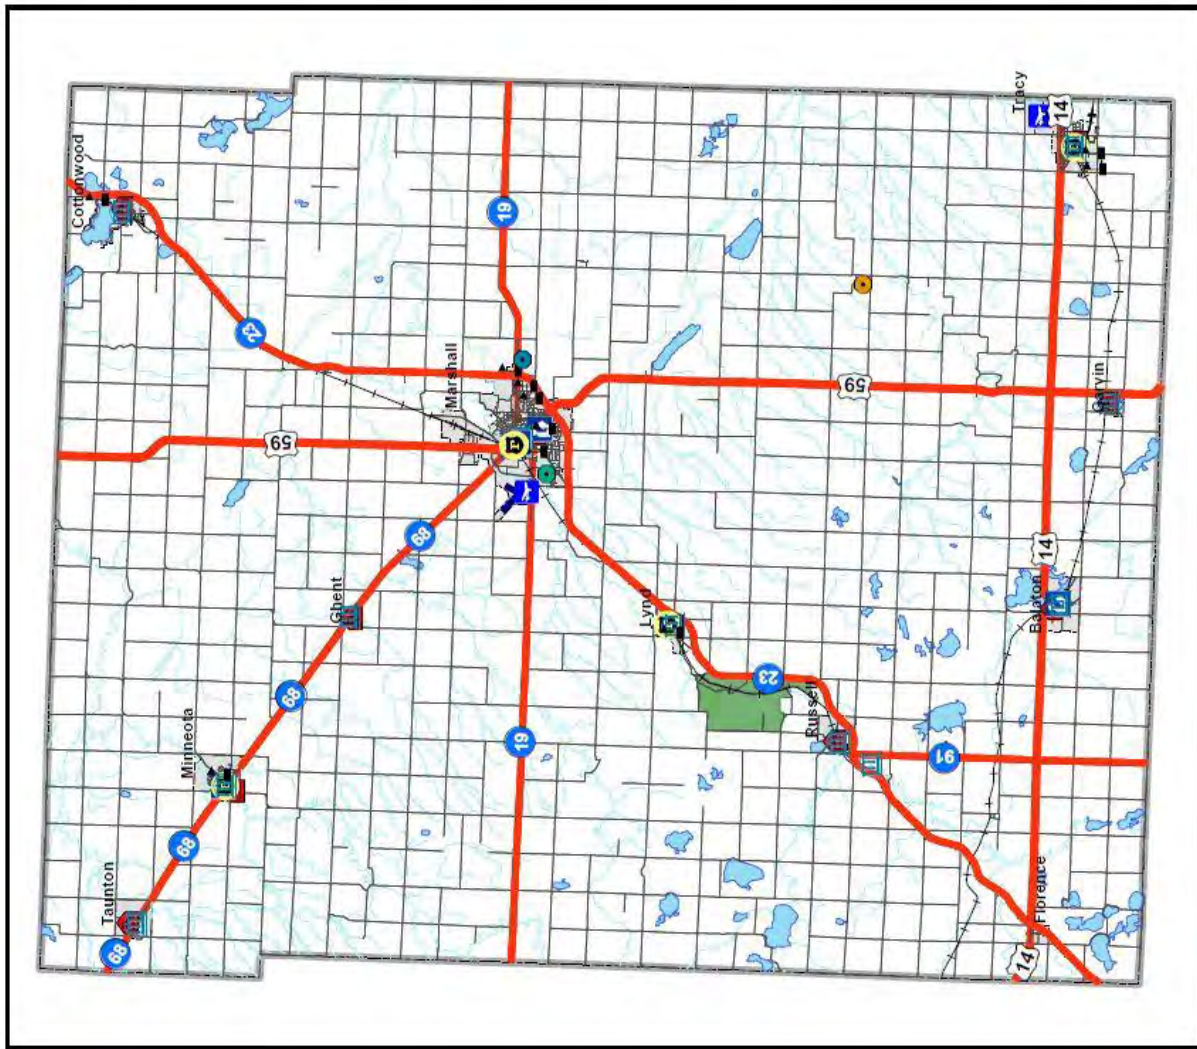 Tracy
14
Cottonwood
19
23
Marshall
59
59
Garvin
68
14
Ghent
Lynd
Balaton
68
23
Russell
Minneota
19
91
68
Taunton
Florence
68
14